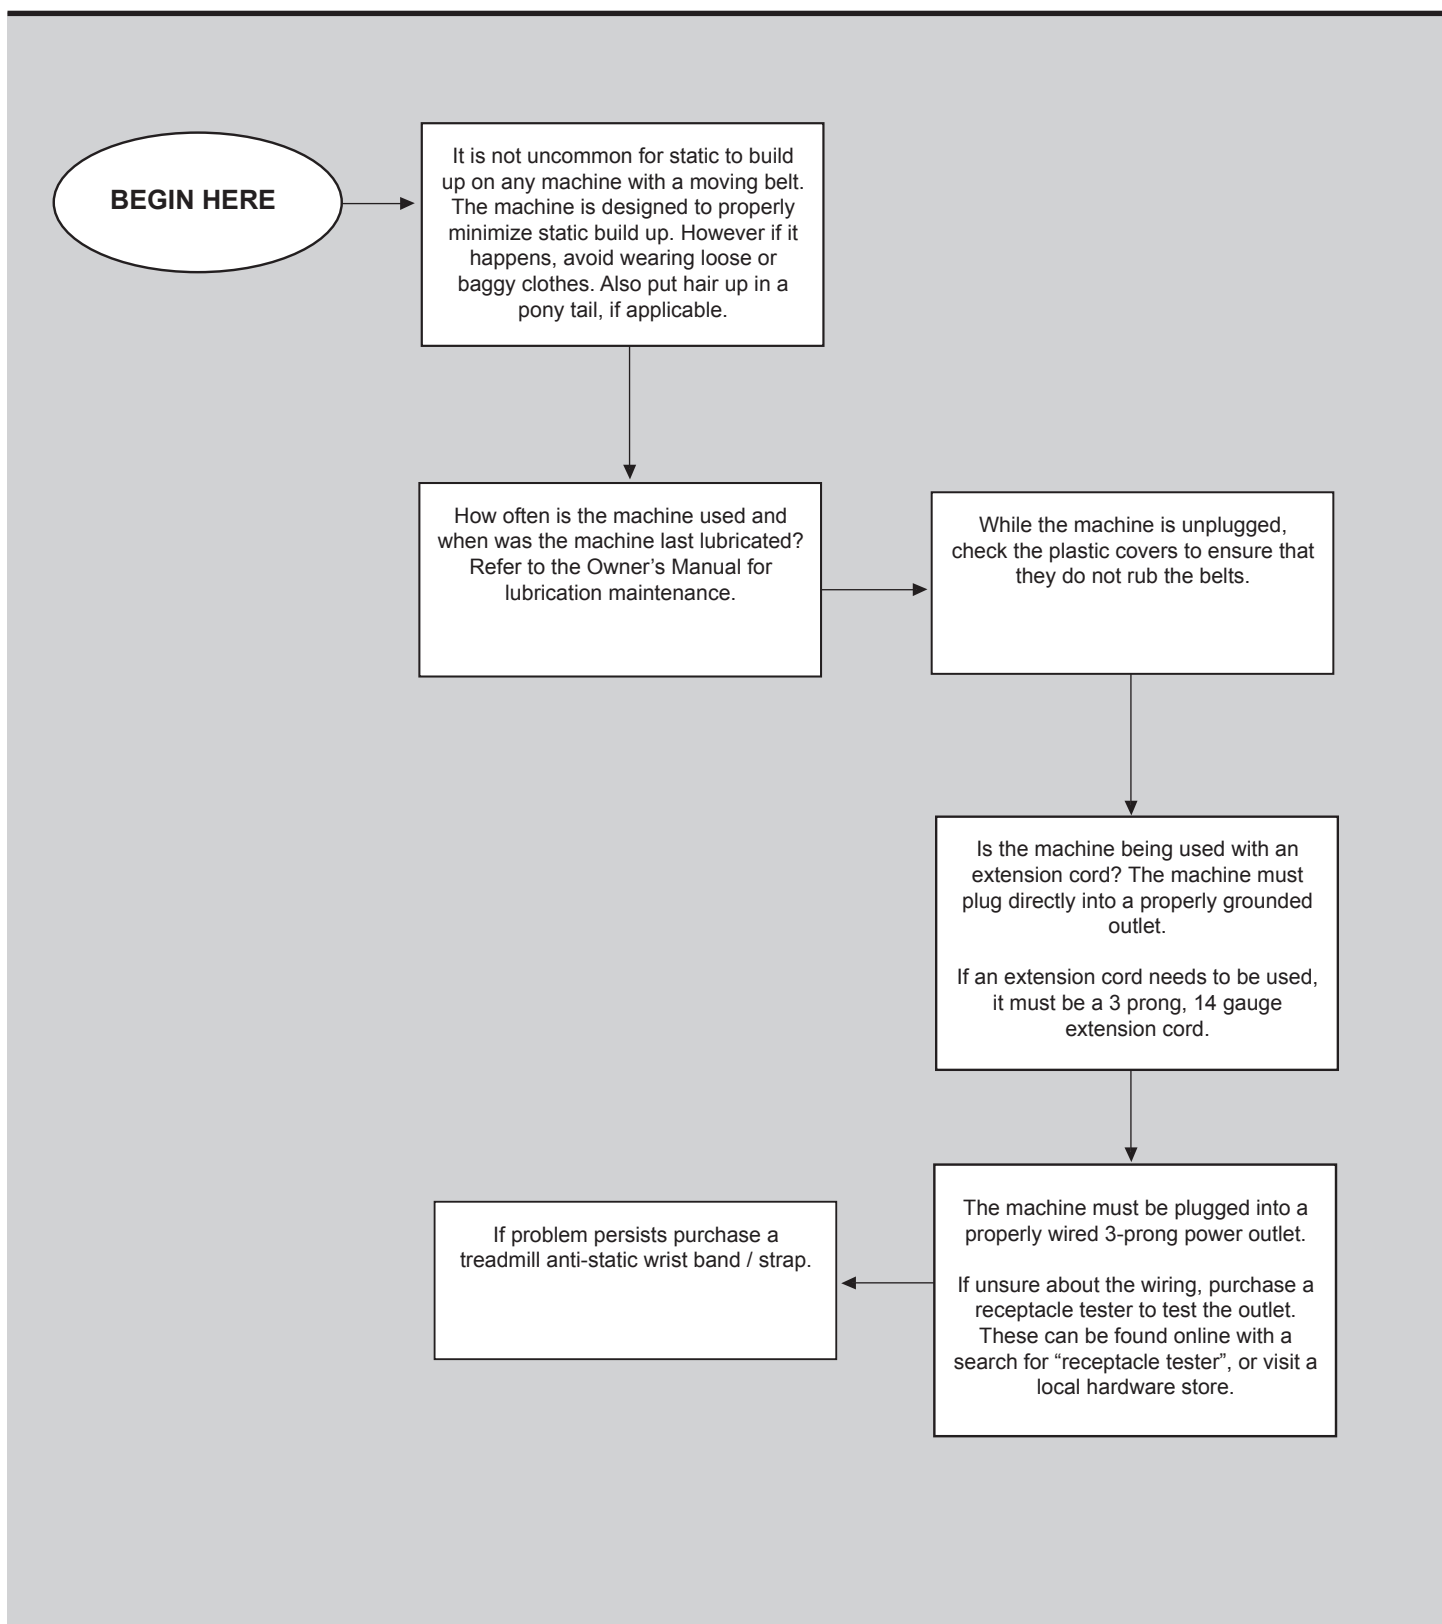 BEGIN HERE
It is not uncommon for static to build
up on any machine with a moving belt.
The machine is designed to properly
minimize static build up. However if it
happens, avoid wearing loose or
baggy clothes. Also put hair up in a
pony tail, if applicable.
How often is the machine used and
when was the machine last lubricated?
Refer to the Owner’s Manual for
lubrication maintenance.
While the machine is unplugged,
check the plastic covers to ensure that
they do not rub the belts.
Is the machine being used with an
extension cord? The machine must
plug directly into a properly grounded
outlet.
If an extension cord needs to be used,
it must be a 3 prong, 14 gauge
extension cord.
The machine must be plugged into a
properly wired 3-prong power outlet.
If unsure about the wiring, purchase a
receptacle tester to test the outlet.
These can be found online with a
search for “receptacle tester”, or visit a
local hardware store.
If problem persists purchase a
treadmill anti-static wrist band / strap.